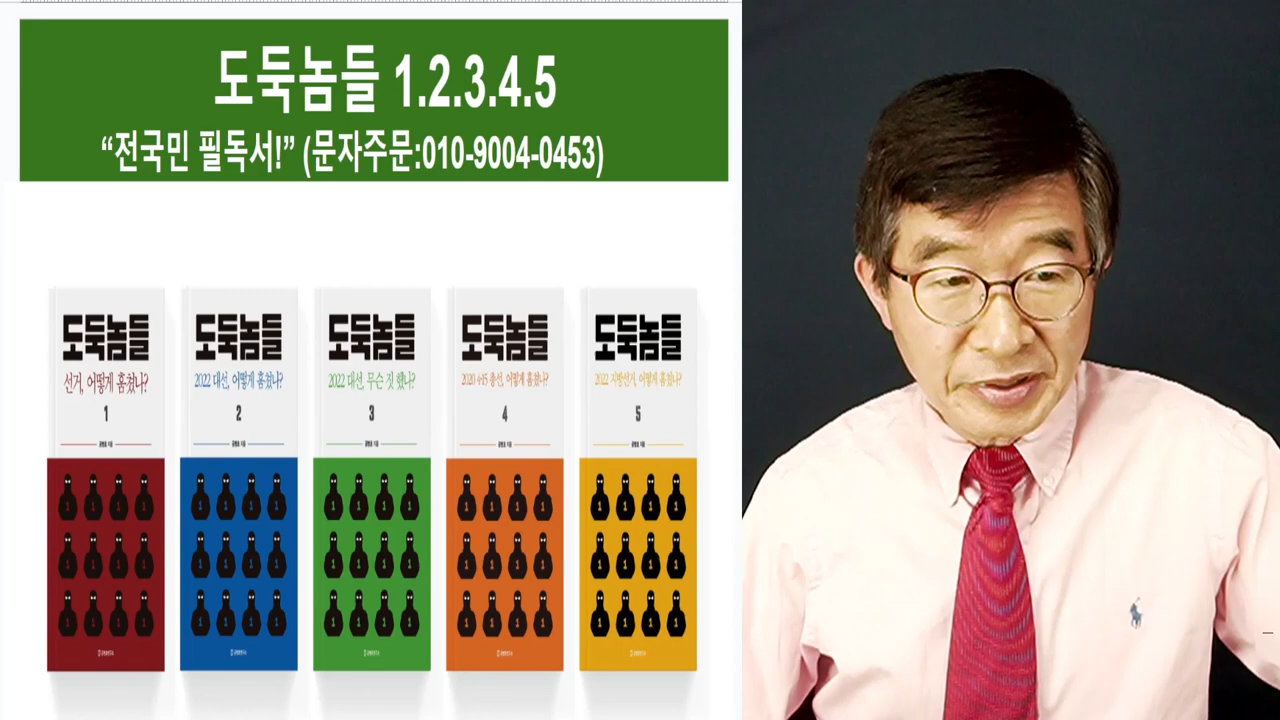 도둑놈들 1.2.3.4.5
“전국민 필독서!” (문자주문:010-9004-0453)
도둑놈들
선거, 어떻게 훔쳤나?
1
도둑놈들
2022 대선, 어떻게 훔쳤나?
2
도둑놈들
2022 대선, 무슨 짓 했나?
3
도둑놈들
2020 4·15 총선, 어떻게 훔쳤나?
4
도둑놈들
2022 지방선거, 어떻게 훔쳤나?
5